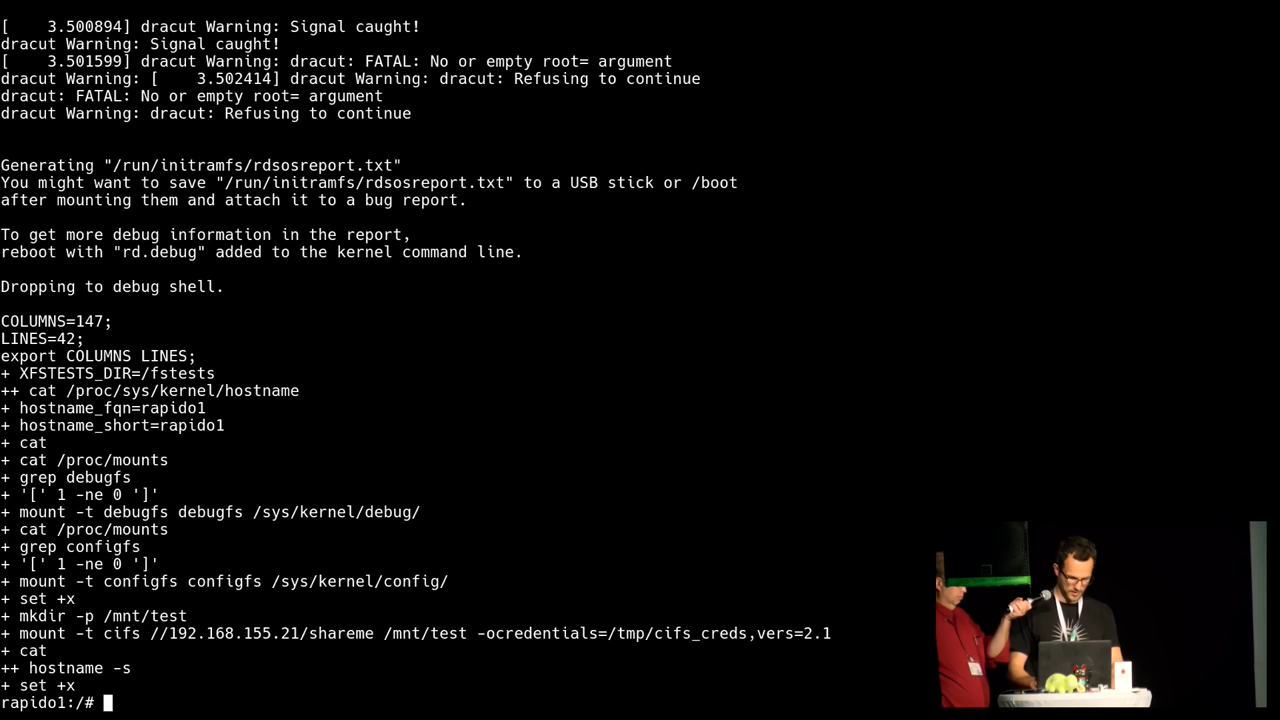 [    3.500894] dracut Warning: Signal caught!
dracut Warning: Signal caught!
[    3.501599] dracut Warning: dracut: FATAL: No or empty root= argument
dracut Warning: [    3.502414] dracut Warning: dracut: Refusing to continue
dracut: FATAL: No or empty root= argument
dracut Warning: dracut: Refusing to continue
Generating "/run/initramfs/rdsosreport.txt"
You might want to save "/run/initramfs/rdsosreport.txt" to a USB stick or /boot
after mounting them and attach it to a bug report.
To get more debug information in the report,
reboot with "rd.debug" added to the kernel command line.
Dropping to debug shell.
COLUMNS=147;
LINES=42;
export COLUMNS LINES;
+ XFSTESTS_DIR=/fstests
++ cat /proc/sys/kernel/hostname
+ hostname_fqn=rapido1
+ hostname_short=rapido1
+ cat
+ cat /proc/mounts
+ grep debugfs
+ '[' 1 -ne 0 ']'
+ mount -t debugfs debugfs /sys/kernel/debug/
+ cat /proc/mounts
+ grep configfs
+ '[' 1 -ne 0 ']'
+ mount -t configfs configfs /sys/kernel/config/
+ set +x
+ mkdir -p /mnt/test
+ mount -t cifs //192.168.155.21/shareme /mnt/test -ocredentials=/tmp/cifs_creds,vers=2.1
+ cat
++ hostname -s
+ set +x
rapido1:/#